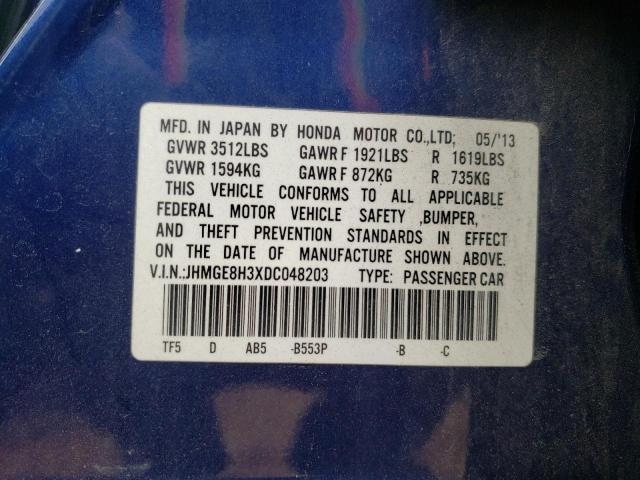 MFD. IN JAPAN BY HONDA MOTOR CO.,LTD; 05/'13
GVWR 3512LBS GAWR F 1921LBS R 1619LBS
GVWR 1594KG GAWR F 872KG R 735KG
THIS VEHICLE CONFORMS TO ALL APPLICABLE
FEDERAL MOTOR VEHICLE SAFETY ,BUMPER,
AND THEFT PREVENTION STANDARDS IN EFFECT
ON THE DATE OF MANUFACTURE SHOWN ABOVE.
V.I.N.:JHMGE8H3XDC048203 TYPE: PASSENGER CAR
TF5 D AB5 -B553P -B -C